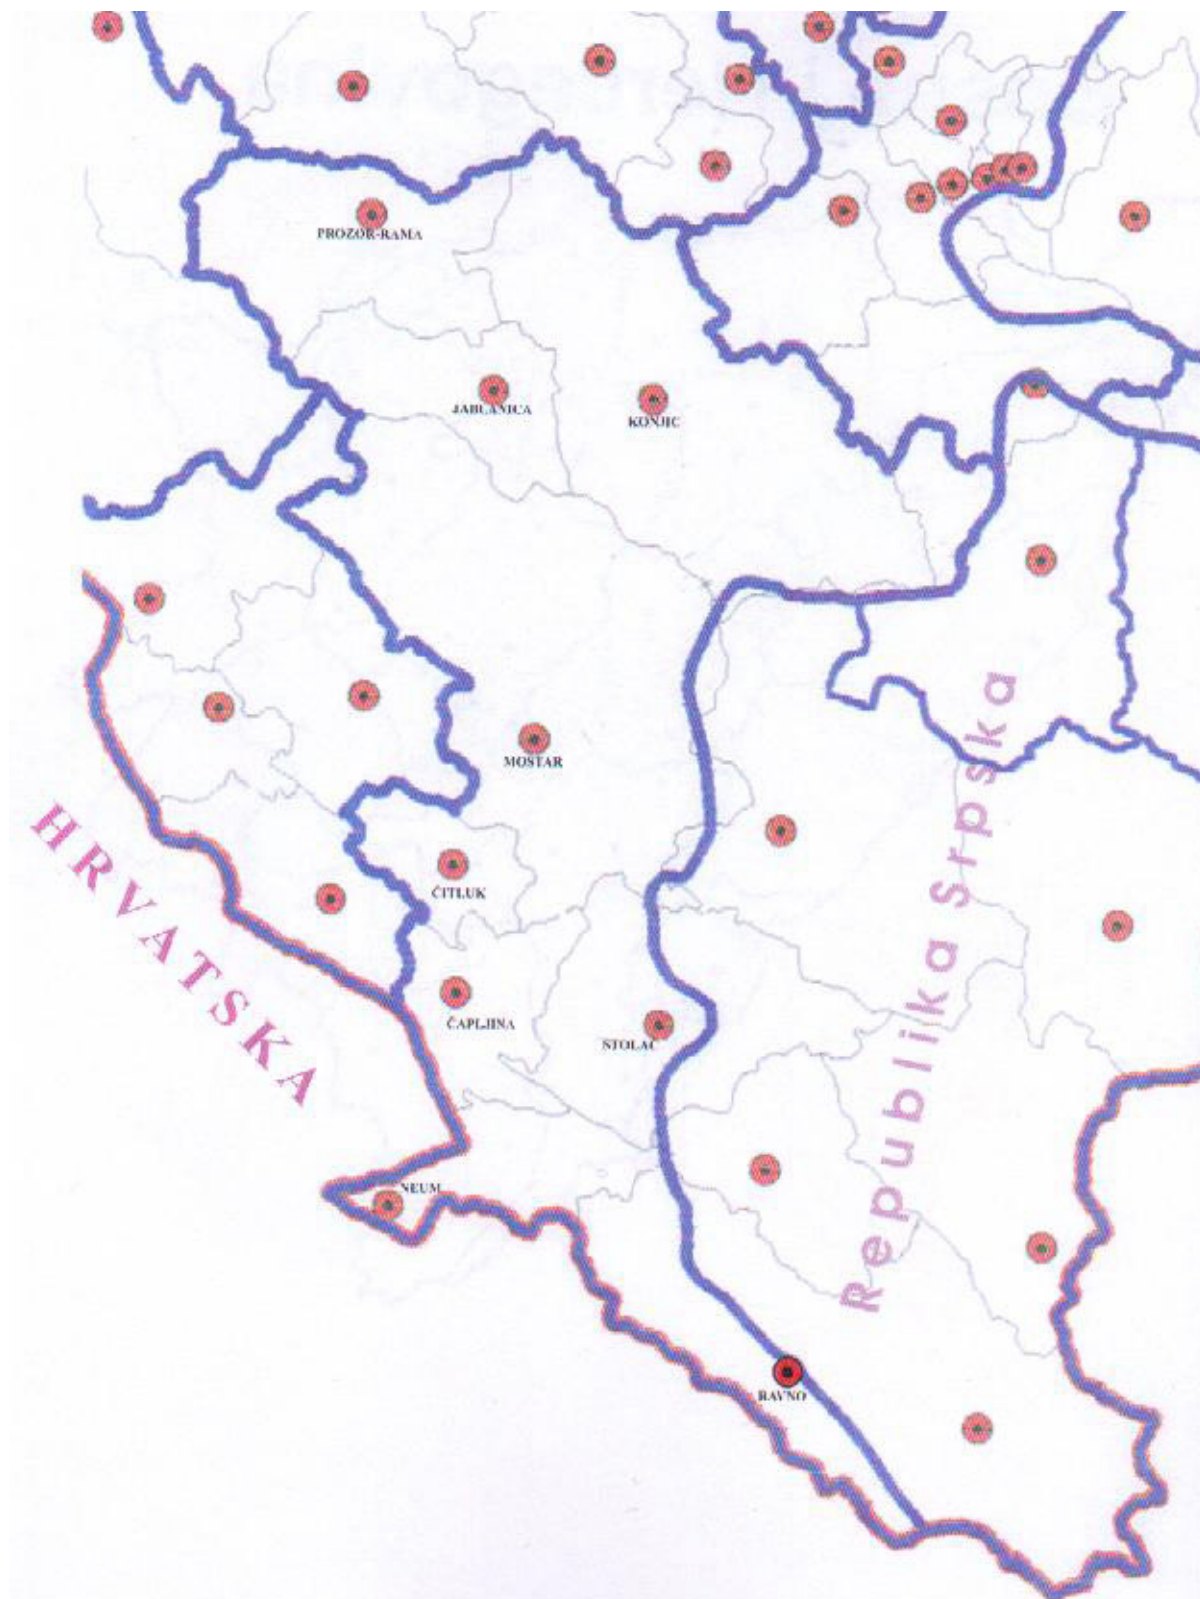 PROZOR-RAMA
JABLANICA
KONJIC
MOSTAR
HRVATSKA
Republika Srpska
ČITLUK
ČAPLJINA
STOLAC
NEUM
RAVNO